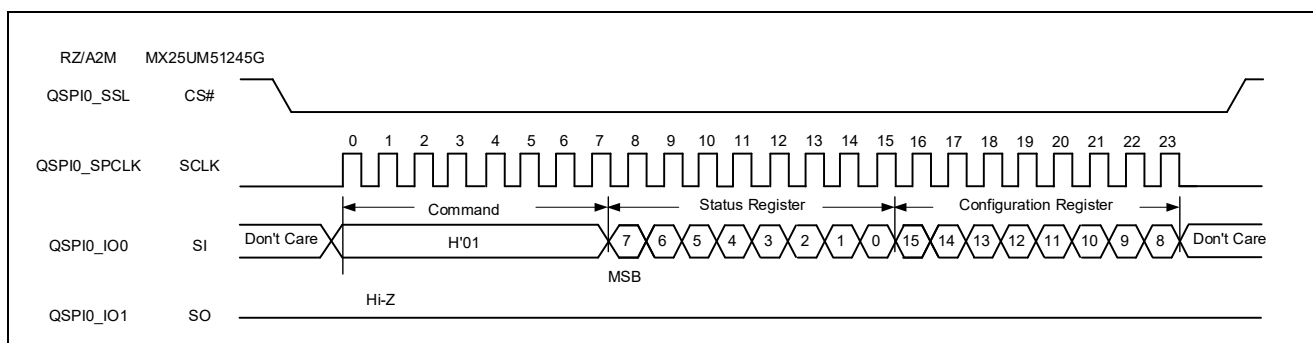 RZ/A2M MX25UM51245G
QSPI0_SSL CS#
0 1 2 3 4 5 6 7 8 9 10 11 12 13 14 15 16 17 18 19 20 21 22 23
QSPI0_SPCLK SCLK
Command Status Register Configuration Register
QSPI0_IO0 SI Don't Care H'01 7 6 5 4 3 2 1 0 15 14 13 12 11 10 9 8 Don't Care
MSB
Hi-Z
QSPI0_IO1 SO